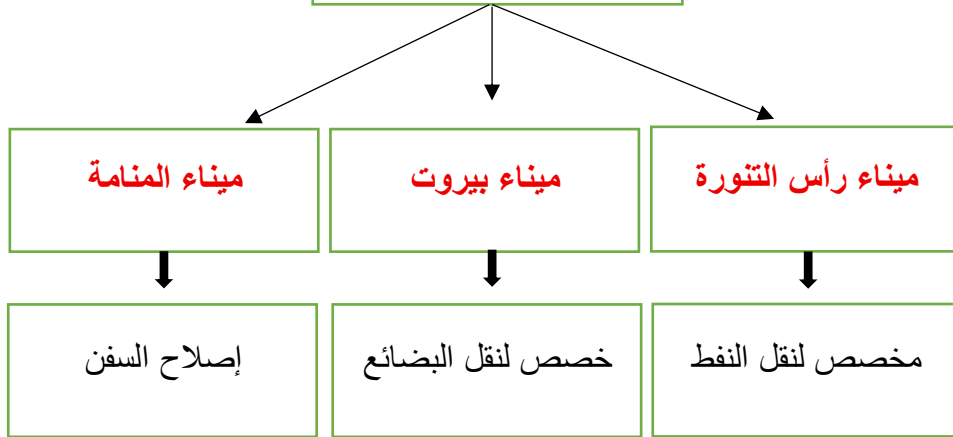 ميناء رأس التنورة
ميناء بيروت
ميناء المنامة
مخصص لنقل النفط
خصص لنقل البضائع
إصلاح السفن